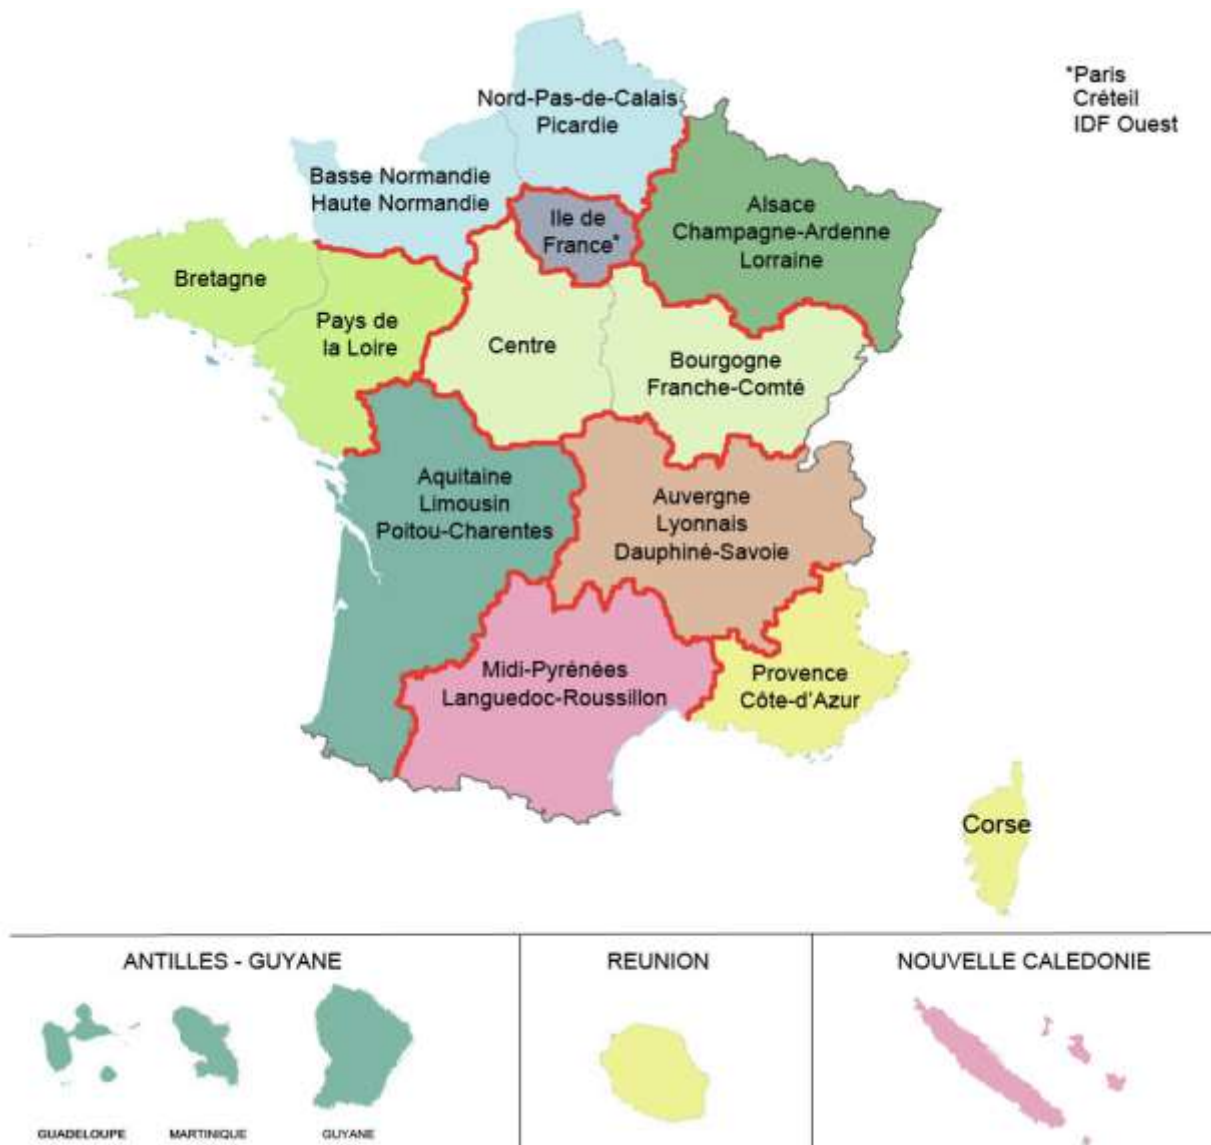 Nord-Pas-de-Calais
Picardie
*Paris
Créteil
IDF Ouest
Basse Normandie
Haute Normandie
Ile de
France*
Alsace
Champagne-Ardenne
Lorraine
Bretagne
Pays de
la Loire
Centre
Bourgogne
Franche-Comté
Aquitaine
Limousin
Poitou-Charentes
Auvergne
Lyonnais
Dauphiné-Savoie
Midi-Pyrénées
Languedoc-Roussillon
Provence
Côte-d'Azur
Corse
ANTILLES - GUYANE
REUNION
NOUVELLE CALEDONIE
GUADELOUPE
MARTINIQUE
GUYANE